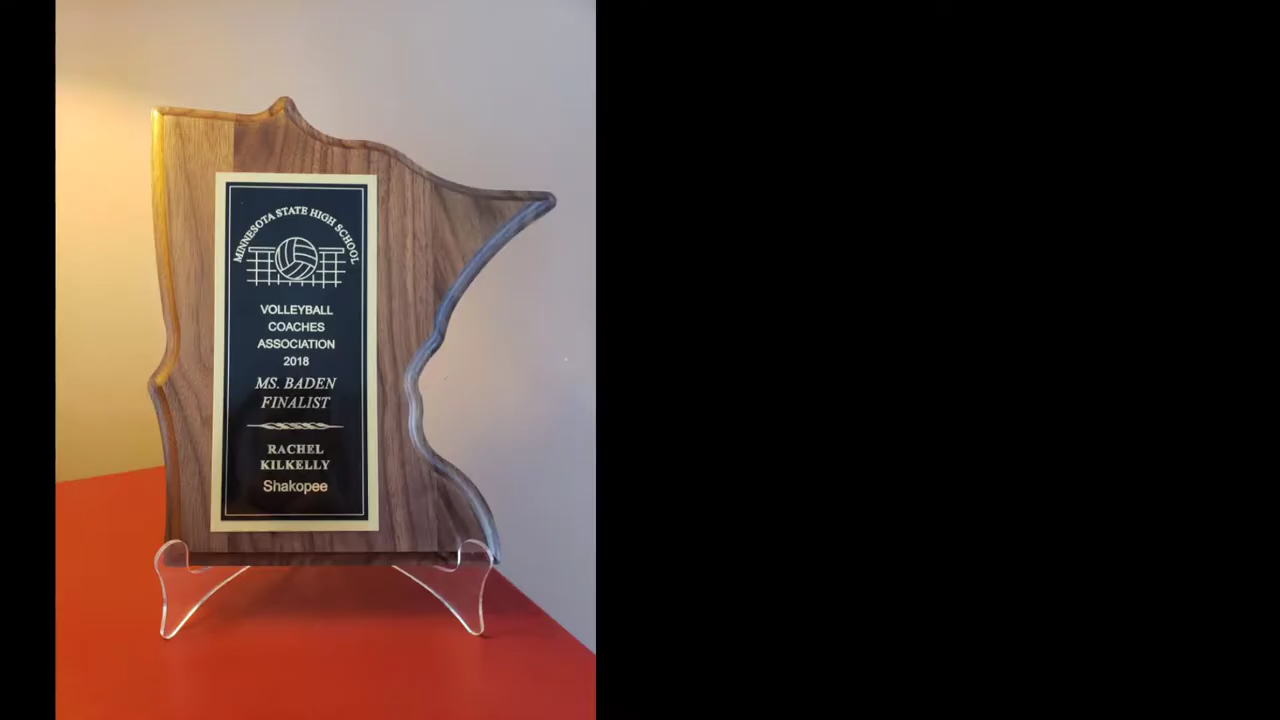 MINNESOTA STATE HIGH SCHOOL
VOLLEYBALL
COACHES
ASSOCIATION
2018
MS. BADEN
FINALIST
RACHEL
KILKELLY
Shakopee